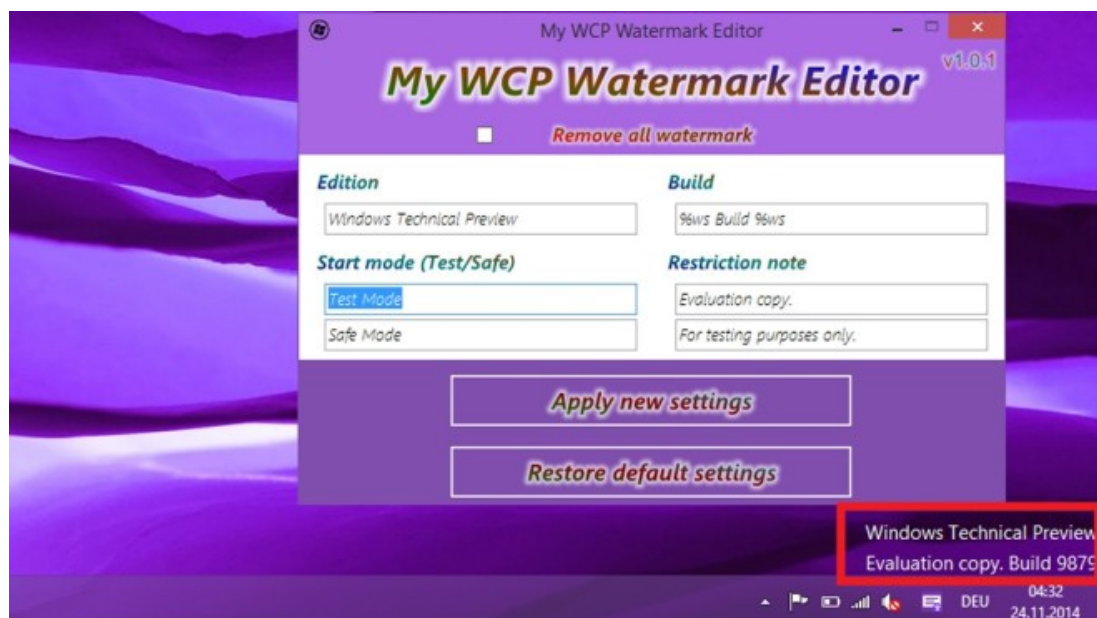 My WCP Watermark Editor
My WCP Watermark Editor v1.0.1
Remove all watermark
Edition
Build
Windows Technical Preview
%ws Build %ws
Start mode (Test/Safe)
Restriction note
Test Mode
Evaluation copy.
Safe Mode
For testing purposes only.
Apply new settings
Restore default settings
Windows Technical Preview
Evaluation copy. Build 9879
DEU
04:32
24.11.2014